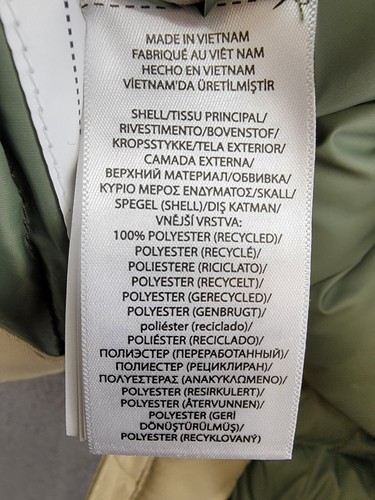 MADE IN VIETNAM
FABRIQUÉ AU VIÊT NAM
HECHO EN VIETNAM
VİETNAM'DA ÜRETİLMİŞTİR
SHELL/TISSU PRINCIPAL/
RIVESTIMENTO/BOVENSTOF/
KROPSSTYKKE/TELA EXTERIOR/
CAMADA EXTERNA/
ВЕРХНИЙ МАТЕРИАЛ/ОБВИВКА/
ΚΥΡΙΟ ΜΕΡΟΣ ΕΝΔΥΜΑΤΟΣ/SKALL/
SPEGEL (SHELL)/DIŞ KATMAN/
VNĚJŠÍ VRSTVA:
100% POLYESTER (RECYCLED)/
POLYESTER (RECYCLÉ)/
POLIESTERE (RICICLATO)/
POLYESTER (RECYCELT)/
POLYESTER (GERECYCLED)/
POLYESTER (GENBRUGT)/
poliéster (reciclado)/
POLIÉSTER (RECICLADO)/
ПОЛИЭСТЕР (ПЕРЕРАБОТАННЫЙ)/
ПОЛИЕСТЕР (РЕЦИКЛИРАН)/
ΠΟΛΥΕΣΤΕΡΑΣ (ΑΝΑΚΥΚΛΩΜΕΝΟ)/
POLYESTER (RESIRKULERT)/
POLYESTER (ÅTERVUNNEN)/
POLYESTER (GERİ
DÖNÜŞTÜRÜLMÜŞ)/
POLYESTER (RECYKLOVANÝ)